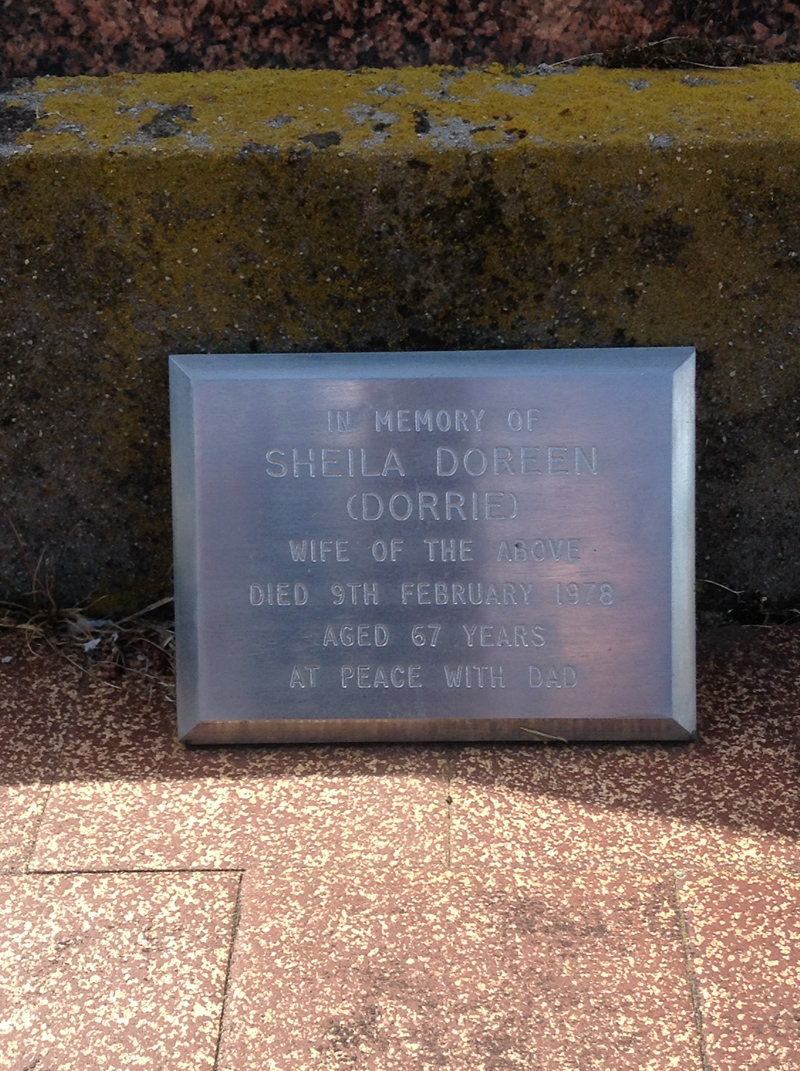 IN MEMORY OF
SHEILA DOREEN
(DORRIE)
WIFE OF THE ABOVE
DIED 9TH FEBRUARY 1978
AGED 67 YEARS
AT PEACE WITH DAD